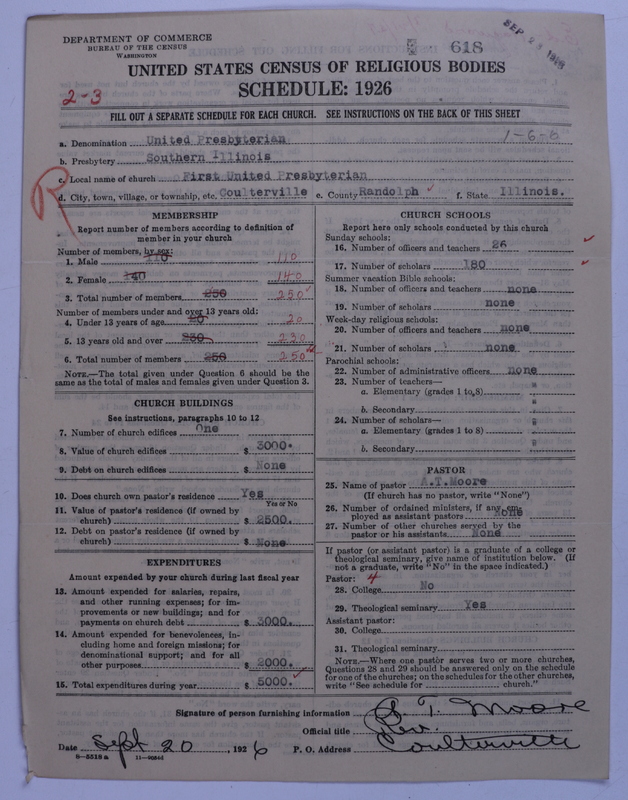 DEPARTMENT OF COMMERCE
BUREAU OF THE CENSUS
WASHINGTON
618
SEP 2
UNITED STATES CENSUS OF RELIGIOUS BODIES
SCHEDULE: 1926
2-3
FILL OUT A SEPARATE SCHEDULE FOR EACH CHURCH. SEE INSTRUCTIONS ON THE BACK OF THIS SHEET
1-6-8
a. Denomination United Presbyterian
b. Presbytery Southern Illinois
c. Local name of church First United Presbyterian
d. City, town, village, or township, etc. Coulterville e. County Randolph f. State Illinois.
R
MEMBERSHIP
Report number of members according to definition of
member in your church
Number of members, by sex:
1. Male 110 110
2. Female 140 140
3. Total number of members 250 250
Number of members under and over 13 years old:
4. Under 13 years of age 20 20
5. 13 years old and over 230 230
6. Total number of members 250 250
NOTE.—The total given under Question 6 should be the
same as the total of males and females given under Question 3.
CHURCH BUILDINGS
See instructions, paragraphs 10 to 12
7. Number of church edifices One
8. Value of church edifices $ 3000.
9. Debt on church edifices $ None
10. Does church own pastor's residence Yes
Yes or No
11. Value of pastor's residence (if owned by
church) $ 2500.
12. Debt on pastor's residence (if owned by
church) $ None
EXPENDITURES
Amount expended by your church during last fiscal year
13. Amount expended for salaries, repairs,
and other running expenses; for im-
provements or new buildings; and for
payments on church debt $ 3000.
14. Amount expended for benevolences, in-
cluding home and foreign missions; for
denominational support; and for all
other purposes $ 2000.
15. Total expenditures during year $ 5000.
CHURCH SCHOOLS
Report here only schools conducted by this church
Sunday schools:
16. Number of officers and teachers 26
17. Number of scholars 180
Summer vacation Bible schools:
18. Number of officers and teachers none
19. Number of scholars none
Week-day religious schools:
20. Number of officers and teachers none
21. Number of scholars none
Parochial schools:
22. Number of administrative officers none
23. Number of teachers—
a. Elementary (grades 1 to 8) "
b. Secondary "
24. Number of scholars—
a. Elementary (grades 1 to 8) "
b. Secondary "
PASTOR
25. Name of pastor A.T.Moore
(If church has no pastor, write "None")
26. Number of ordained ministers, if any, em-
ployed as assistant pastors None
27. Number of other churches served by the
pastor or his assistants None
If pastor (or assistant pastor) is a graduate of a college or
theological seminary, give name of institution below. (If
not a graduate, write "No" in the space indicated.)
Pastor: 4
28. College No
29. Theological seminary Yes
Assistant pastor:
30. College
31. Theological seminary
NOTE.—Where one pastor serves two or more churches,
Questions 28 and 29 should be answered only on the schedule
for one of the churches; on the schedules for the other churches,
write "See schedule for church."
Signature of person furnishing information A. T. Moore
Official title Rev.
Date Sept 20, 1926 P. O. Address Coulterville
8-5518 a